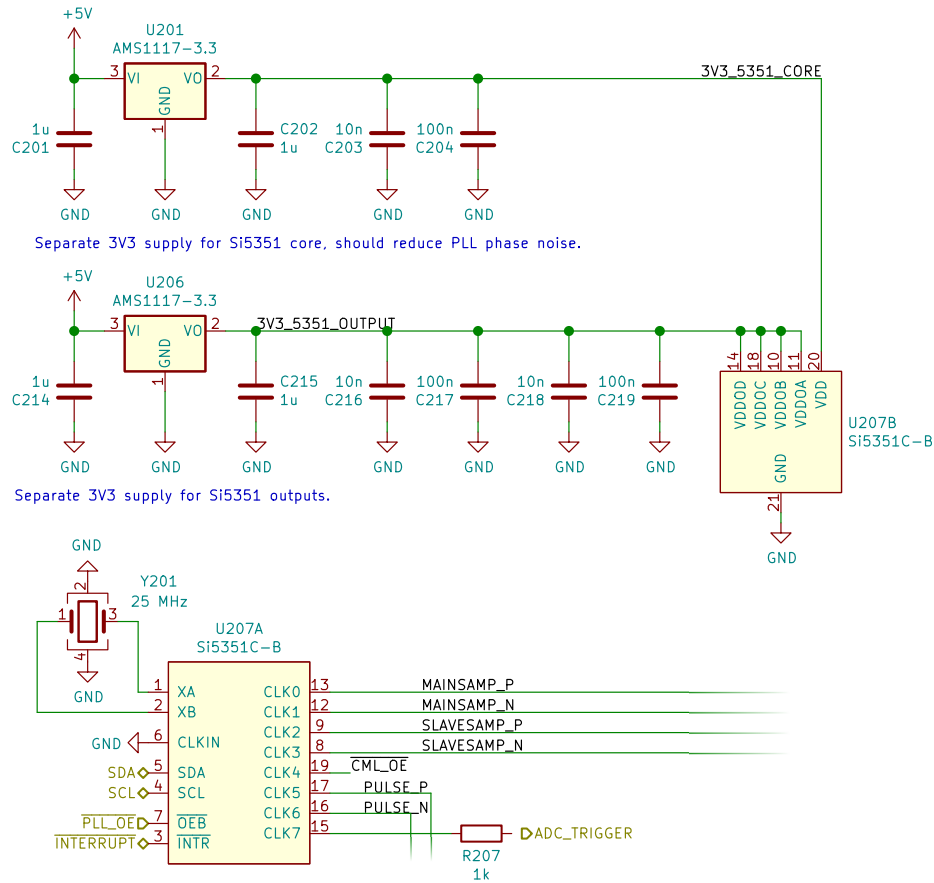 +5V
U201
AMS1117-3.3
3 VI VO 2
GND
1
3V3_5351_CORE
1u
C201
C202
1u
10n
C203
100n
C204
GND GND GND GND GND
Separate 3V3 supply for Si5351 core, should reduce PLL phase noise.
+5V
U206
AMS1117-3.3
3 VI VO 2
GND
1
3V3_5351_OUTPUT
1u
C214
C215
1u
10n
C216
100n
C217
10n
C218
100n
C219
GND GND GND GND GND GND GND
14 18 10 11 20
VDDOD VDDOC VDDOB VDDOA VDD
GND
21
U207B
Si5351C-B
GND
Separate 3V3 supply for Si5351 outputs.
GND
2
Y201
25 MHz
1 3
4
GND
U207A
Si5351C-B
1 XA CLK0 13 MAINSAMP_P
2 XB CLK1 12 MAINSAMP_N
CLK2 9 SLAVESAMP_P
GND 6 CLKIN CLK3 8 SLAVESAMP_N
SDA 5 SDA CLK4 19 CML_OE
SCL 4 SCL CLK5 17 PULSE_P
PLL_OE 7 OEB CLK6 16 PULSE_N
INTERRUPT 3 INTR CLK7 15 ADC_TRIGGER
R207
1k